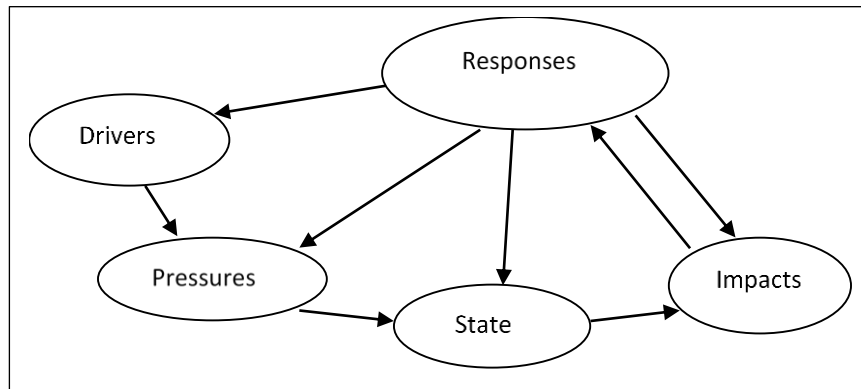 Responses
Drivers
Pressures
Impacts
State